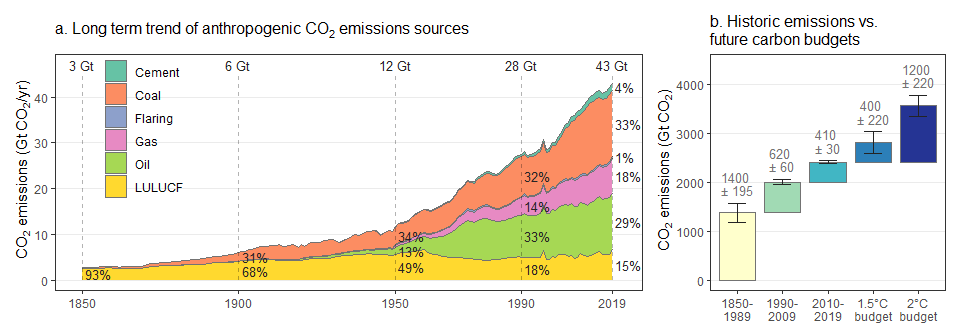 a. Long term trend of anthropogenic CO₂ emissions sources
CO₂ emissions (Gt CO₂/yr)
0
10
20
30
40
3 Gt
6 Gt
12 Gt
28 Gt
43 Gt
Cement
Coal
Flaring
Gas
Oil
LULUCF
93%
31%
68%
34%
13%
49%
32%
14%
33%
18%
4%
33%
1%
18%
29%
15%
1850
1900
1950
1990
2019
b. Historic emissions vs.
future carbon budgets
CO₂ emissions (Gt CO₂)
0
1000
2000
3000
4000
1400
± 195
620
± 60
410
± 30
400
± 220
1200
± 220
1850-
1989
1990-
2009
2010-
2019
1.5°C
budget
2°C
budget